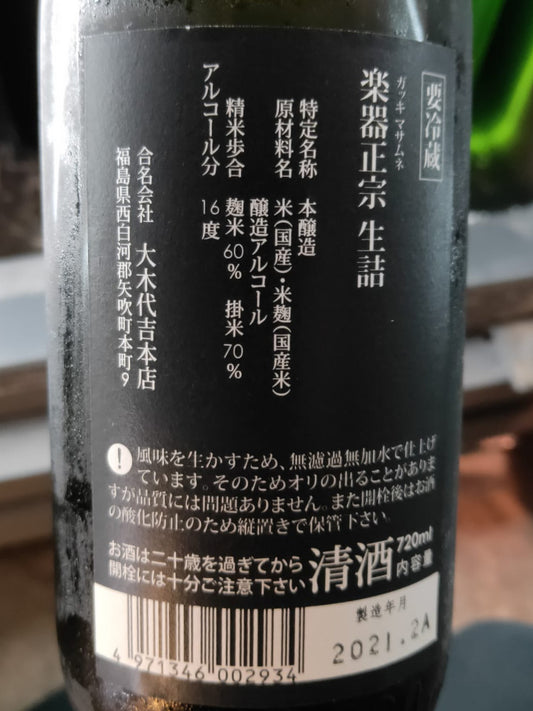 要冷蔵
ガッキ マサムネ
楽器正宗 生詰
特定名称 本醸造
原材料名 米(国産)・米麹(国産米)
醸造アルコール
精米歩合 麹米60% 掛米70%
アルコール分 16度
合名会社 大木代吉本店
福島県西白河郡矢吹町本町9
! 風味を生かすため、無濾過無加水で仕上げ
ています。そのためオリの出ることがありま
すが品質には問題ありません。また開栓後はお酒
の酸化防止のため縦置きで保管下さい。
お酒は二十歳を過ぎてから
開栓には十分ご注意下さい
清酒
720ml
内容量
製造年月
2021.2A
4 971346 002934